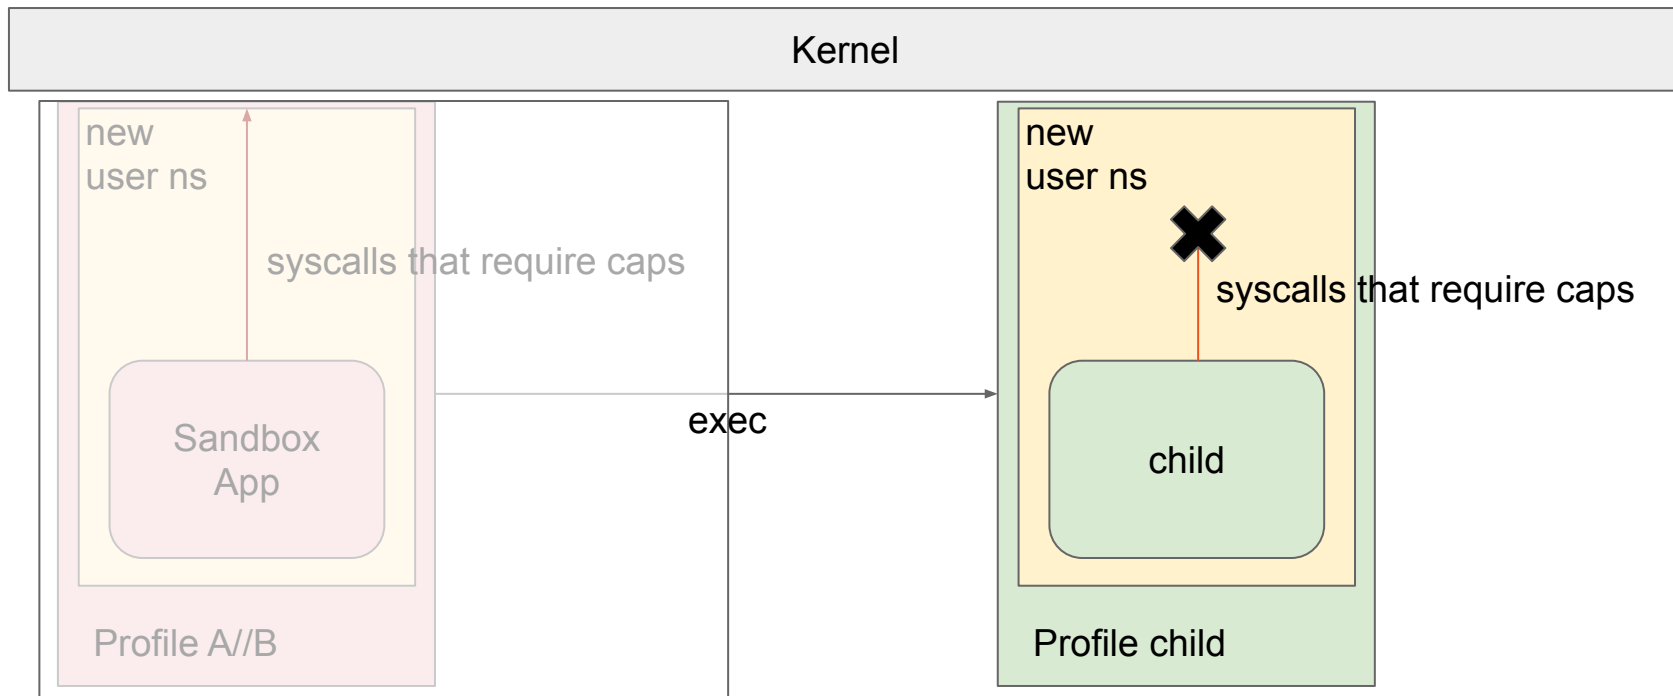 Kernel
new
user ns
syscalls that require caps
Sandbox
App
Profile A//B
exec
new
user ns
syscalls that require caps
child
Profile child